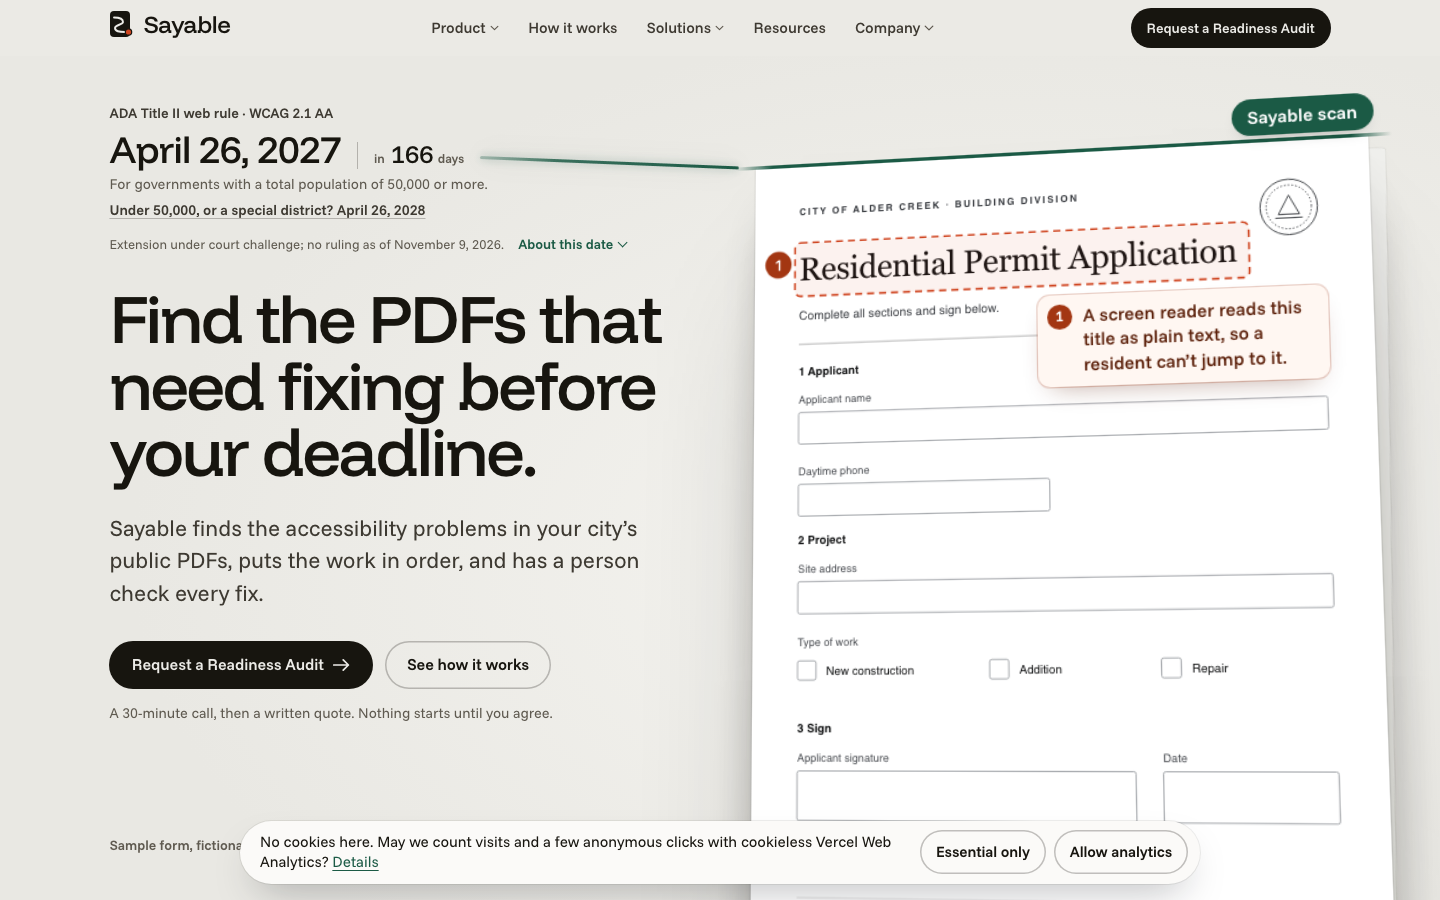 Sayable
Product
How it works
Solutions
Resources
Company
Request a Readiness Audit
ADA Title II web rule · WCAG 2.1 AA
April 26, 2027
in 166 days
For governments with a total population of 50,000 or more.
Under 50,000, or a special district? April 26, 2028
Extension under court challenge; no ruling as of November 9, 2026.
About this date
Find the PDFs that
need fixing before
your deadline.
Sayable finds the accessibility problems in your city’s
public PDFs, puts the work in order, and has a person
check every fix.
Request a Readiness Audit →
See how it works
A 30-minute call, then a written quote. Nothing starts until you agree.
Sample form, fictiona
Sayable scan
CITY OF ALDER CREEK · BUILDING DIVISION
1
Residential Permit Application
Complete all sections and sign below.
1
A screen reader reads this
title as plain text, so a
resident can’t jump to it.
1 Applicant
Applicant name
Daytime phone
2 Project
Site address
Type of work
New construction
Addition
Repair
3 Sign
Applicant signature
Date
No cookies here. May we count visits and a few anonymous clicks with cookieless Vercel Web
Analytics? Details
Essential only
Allow analytics